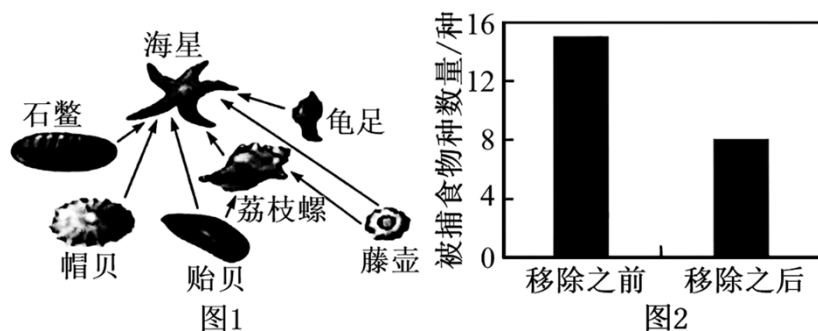 海星
石鳖
龟足
荔枝螺
帽贝
贻贝
藤壶
图1
被捕食物种数量/种
16
12
8
4
0
移除之前
移除之后
图2